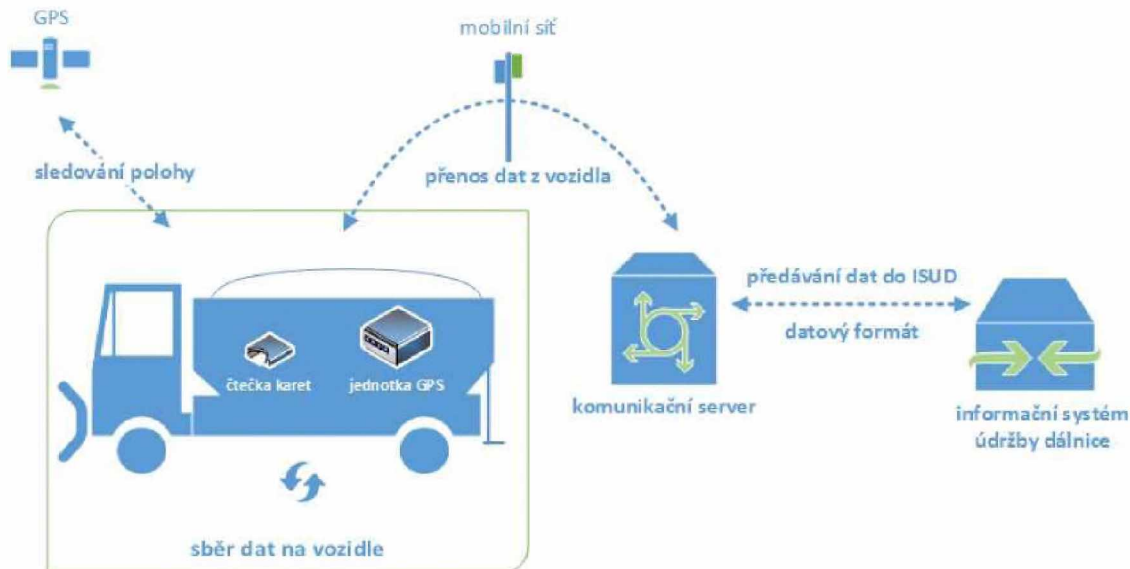 GPS
mobilní síť
sledování polohy
přenos dat z vozidla
předávání dat do ISUD
datový formát
čtečka karet
jednotka GPS
komunikační server
informační systém
údržby dálnice
sběr dat na vozidle